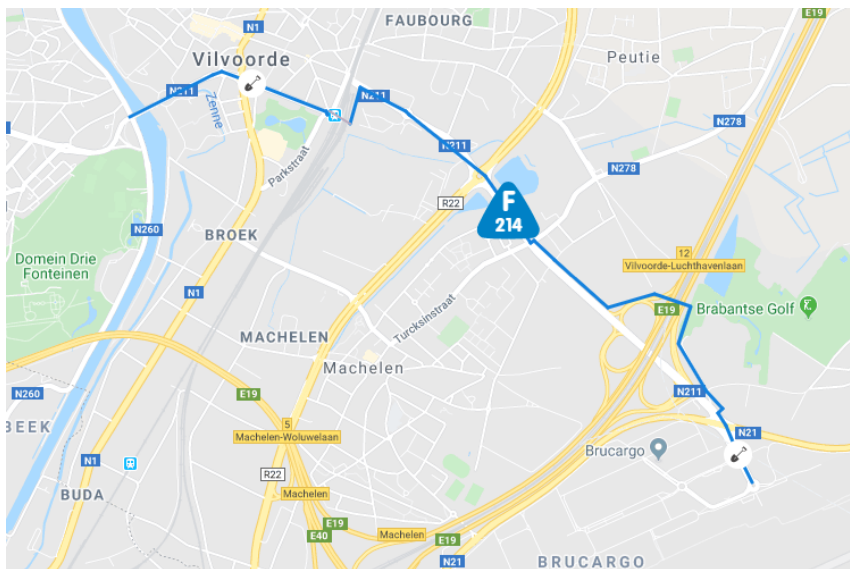 FAUBOURG
E19
N1
Vilvoorde
Peutie
N211
N211
Zenne
N278
N211
Parkstraat
N278
R22
F
214
N260
BROEK
12
Domein Drie
Fonteinen
Vilvoorde-Luchthavenlaan
N1
Turcksinstraat
E19
Brabantse Golf
MACHELEN
Machelen
N260
E19
N211
BEEK
5
Machelen-Woluwelaan
N21
Brucargo
N1
R22
BUDA
Machelen
E19
E40
Machelen
N21
BRUCARGO